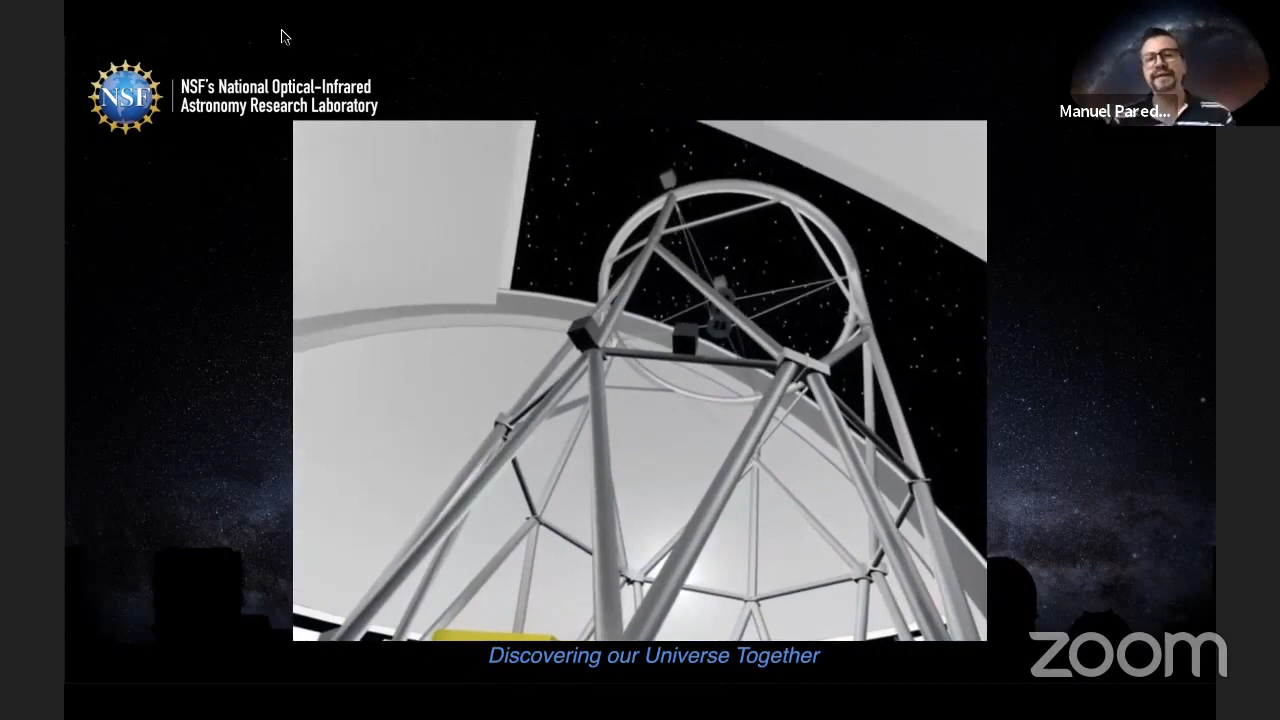 NSF
NSF's National Optical-Infrared
Astronomy Research Laboratory
Manuel Pared...
Discovering our Universe Together
zoom